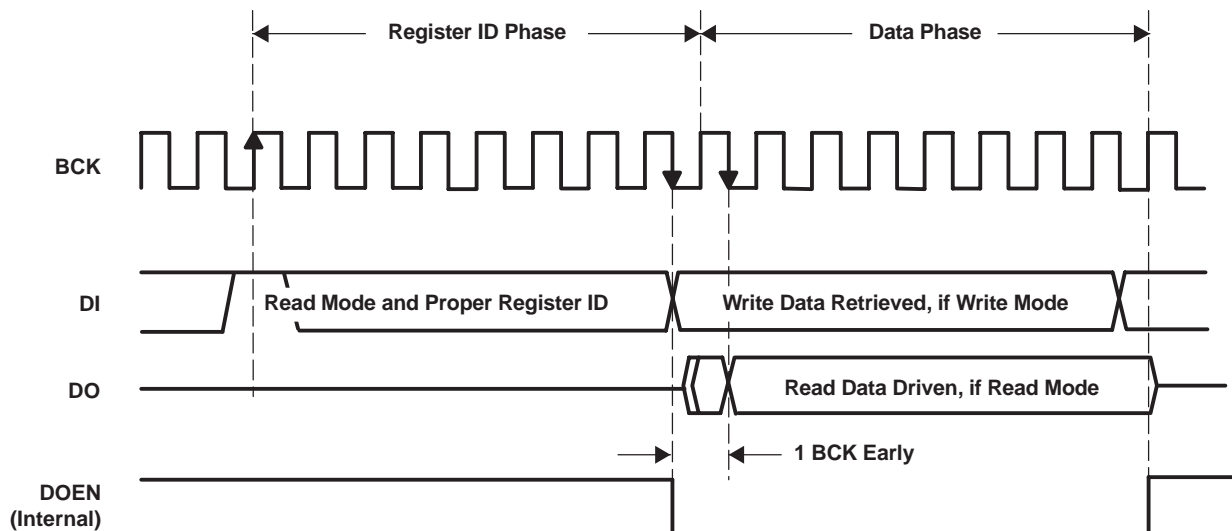 Register ID Phase
Data Phase
BCK
DI
Read Mode and Proper Register ID
Write Data Retrieved, if Write Mode
DO
Read Data Driven, if Read Mode
1 BCK Early
DOEN
(Internal)